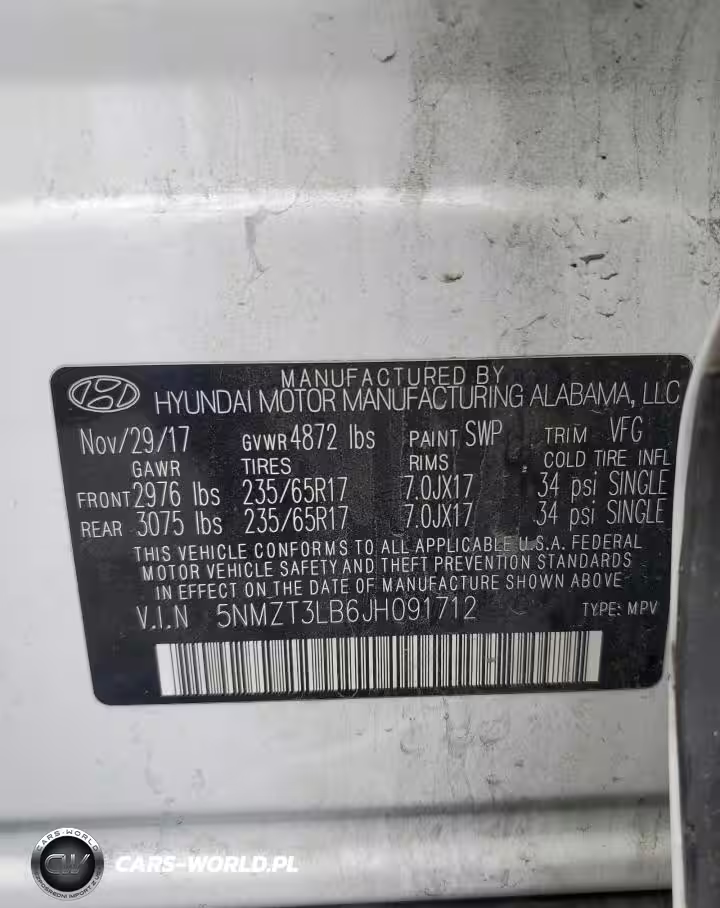 MANUFACTURED BY
HYUNDAI MOTOR MANUFACTURING ALABAMA, LLC
Nov/29/17 GVWR 4872 lbs PAINT SWP TRIM VFG
GAWR TIRES RIMS COLD TIRE INFL
FRONT 2976 lbs 235/65R17 7.0JX17 34 psi SINGLE
REAR 3075 lbs 235/65R17 7.0JX17 34 psi SINGLE
THIS VEHICLE CONFORMS TO ALL APPLICABLE U.S.A. FEDERAL
MOTOR VEHICLE SAFETY AND THEFT PREVENTION STANDARDS
IN EFFECT ON THE DATE OF MANUFACTURE SHOWN ABOVE
V.I.N 5NMZT3LB6JH091712 TYPE: MPV
CARS-WORLD
CW
CARS-WORLD.PL